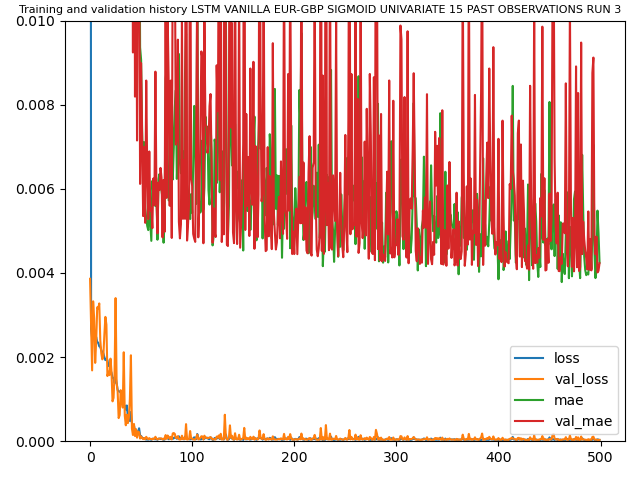 Training and validation history LSTM VANILLA EUR-GBP SIGMOID UNIVARIATE 15 PAST OBSERVATIONS RUN 3
0.010
0.008
0.006
0.004
0.002
0.000
loss
val_loss
mae
val_mae
0 100 200 300 400 500